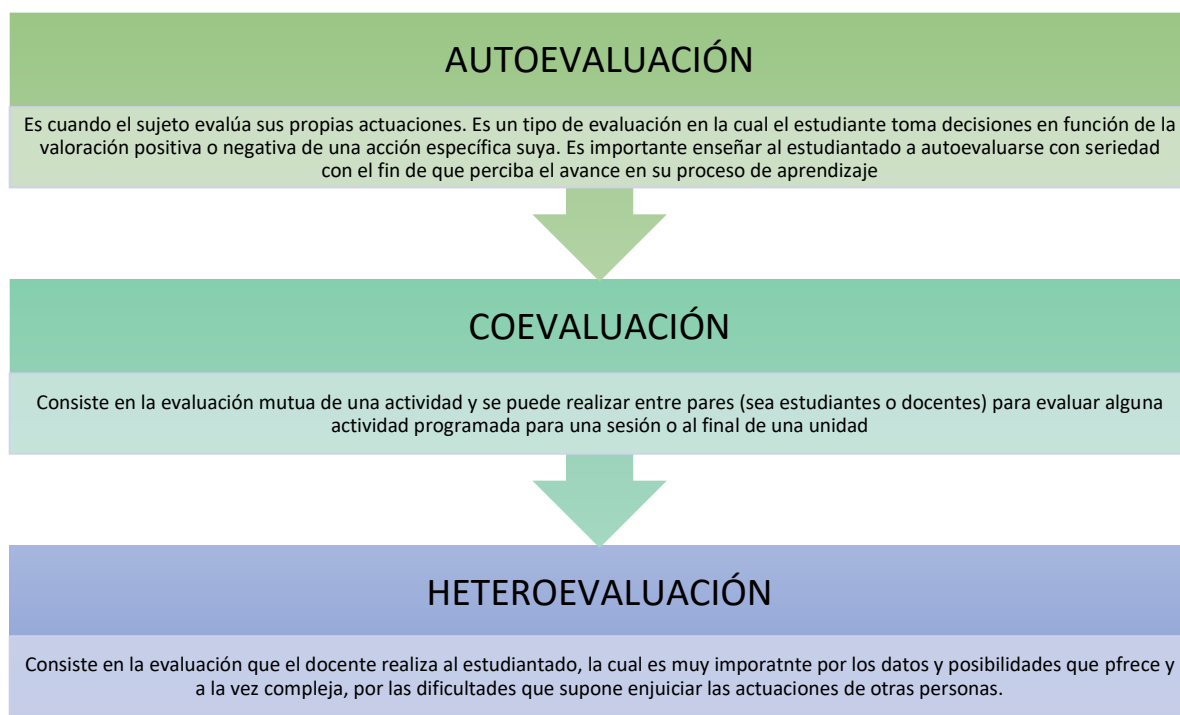 AUTOEVALUACIÓN
Es cuando el sujeto evalúa sus propias actuaciones. Es un tipo de evaluación en la cual el estudiante toma decisiones en función de la
valoración positiva o negativa de una acción específica suya. Es importante enseñar al estudiantado a autoevaluarse con seriedad
con el fin de que perciba el avance en su proceso de aprendizaje
COEVALUACIÓN
Consiste en la evaluación mutua de una actividad y se puede realizar entre pares (sea estudiantes o docentes) para evaluar alguna
actividad programada para una sesión o al final de una unidad
HETEROEVALUACIÓN
Consiste en la evaluación que el docente realiza al estudiantado, la cual es muy imporatnte por los datos y posibilidades que pfrece y
a la vez compleja, por las dificultades que supone enjuiciar las actuaciones de otras personas.